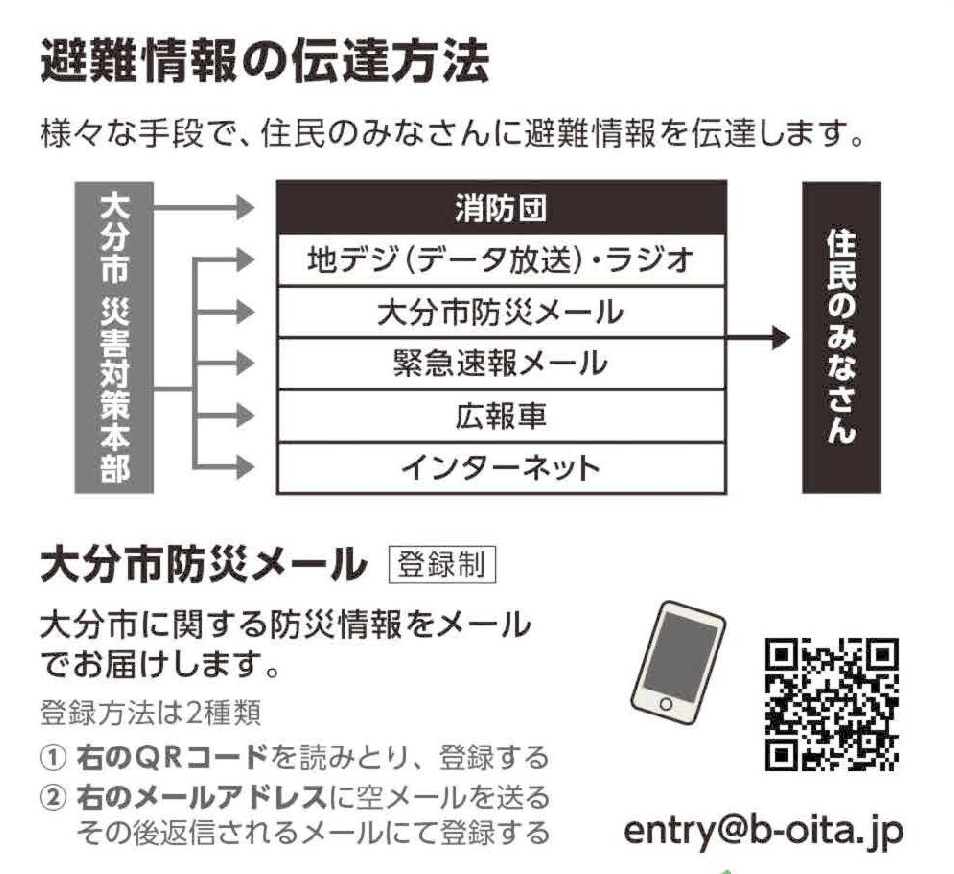 避難情報の伝達方法
様々な手段で、住民のみなさんに避難情報を伝達します。
大分市 災害対策本部
消防団
地デジ(データ放送)・ラジオ
大分市防災メール
緊急速報メール
広報車
インターネット
住民のみなさん
大分市防災メール 登録制
大分市に関する防災情報をメール
でお届けします。
登録方法は2種類
① 右のQRコードを読みとり、登録する
② 右のメールアドレスに空メールを送る
その後返信されるメールにて登録する
entry@b-oita.jp